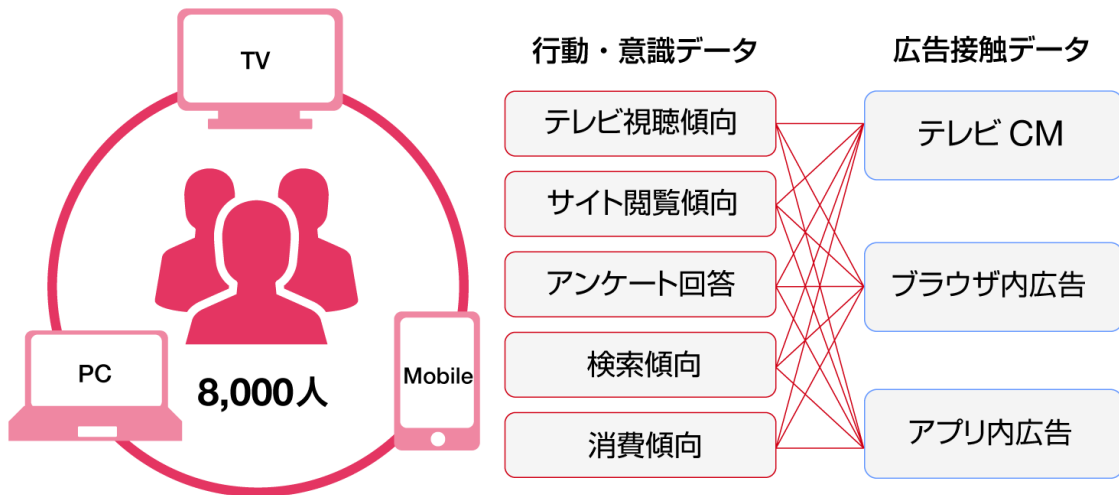 TV
PC
Mobile
8,000人
行動・意識データ
テレビ視聴傾向
サイト閲覧傾向
アンケート回答
検索傾向
消費傾向
広告接触データ
テレビ CM
ブラウザ内広告
アプリ内広告